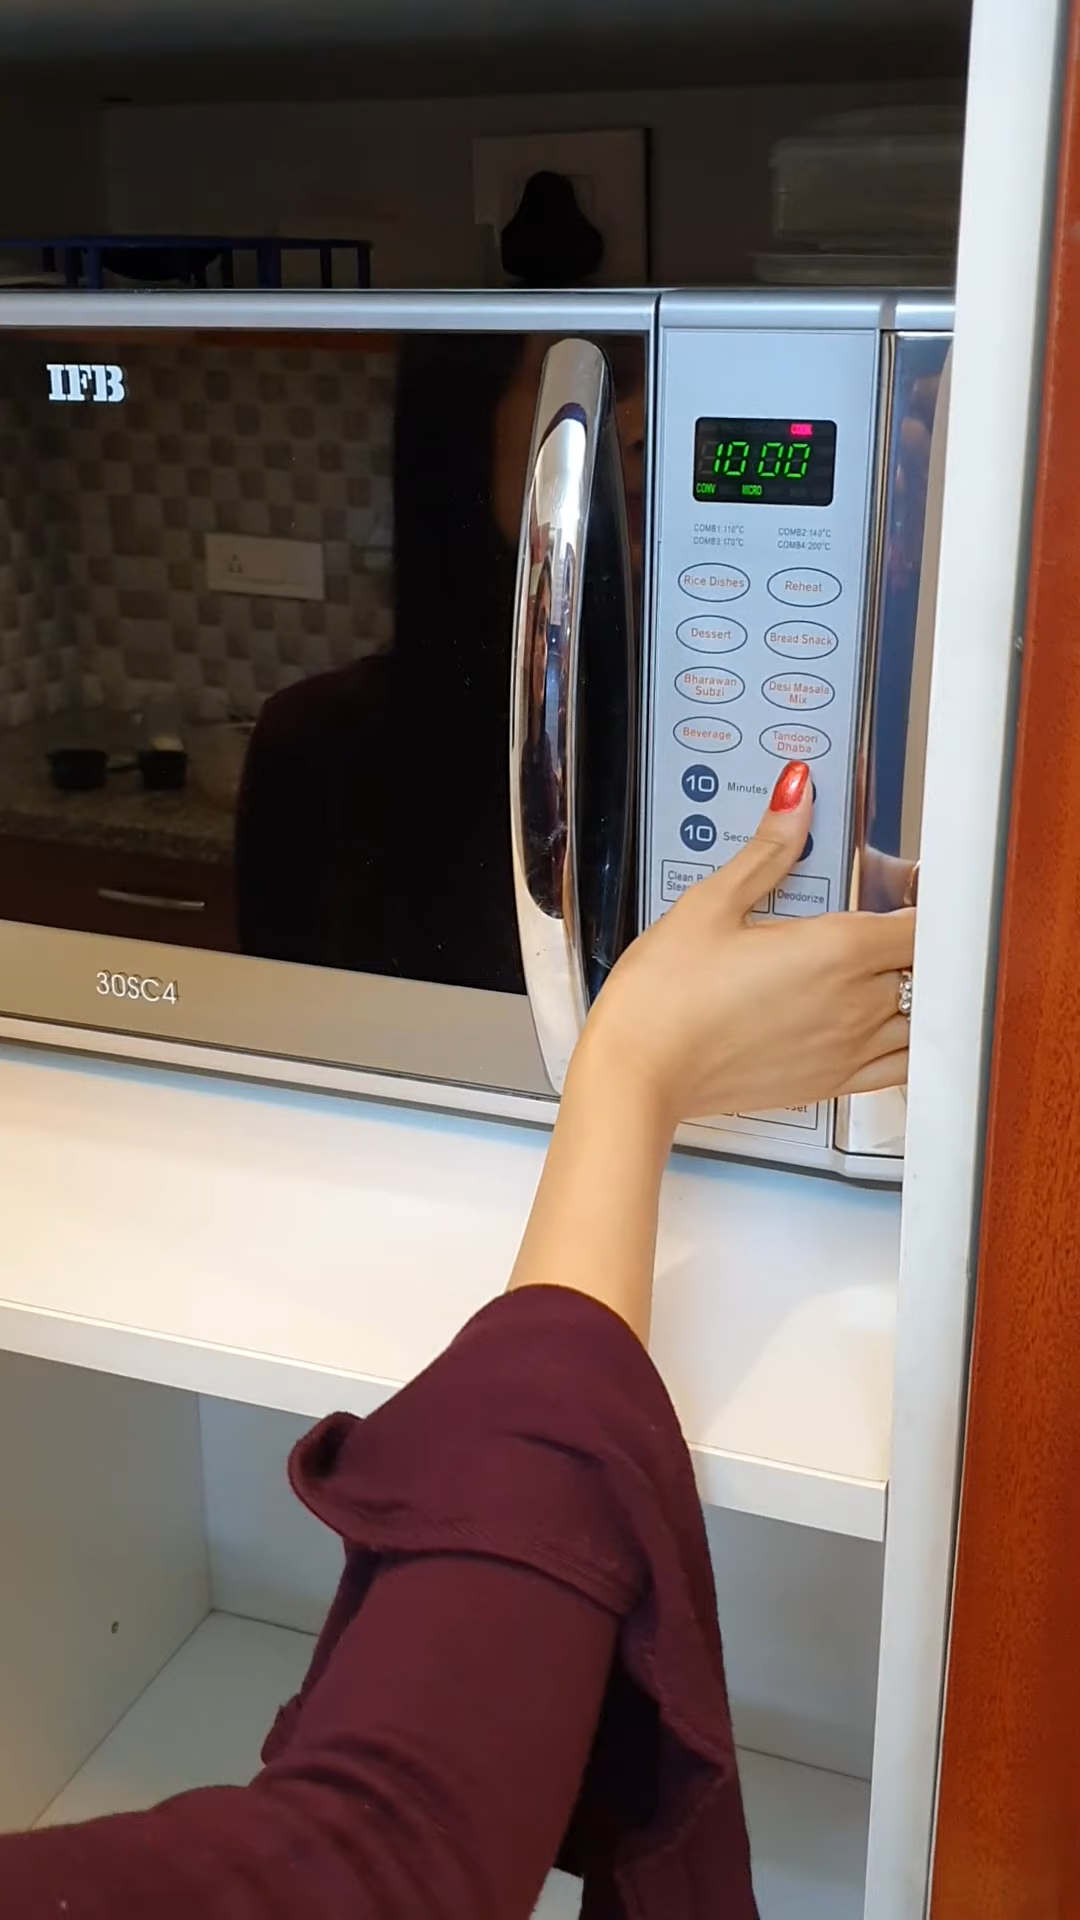 IFB
COOK
10 00
CONV MICRO
COMB1:110°C COMB2:140°C
COMB3:170°C COMB4:200°C
Rice Dishes Reheat
Dessert Bread Snack
Bharawan Subzi Desi Masala Mix
Beverage Tandoori Dhaba
10 Minutes
10
Clean
Deodorize
30SC4